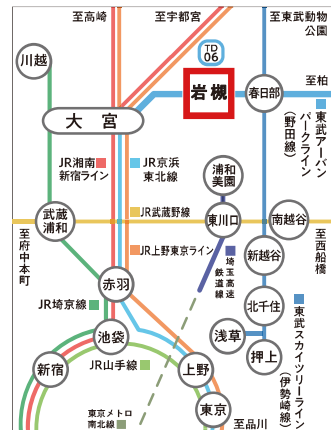 至高崎
至宇都宮
至東武動物
公園
川越
TD
06
岩槻
至柏
大宮
春日部
東武アーバン
パークライン
(野田線)
JR湘南
新宿ライン
JR京浜
東北線
浦和
美園
武蔵
浦和
JR武蔵野線
東川口
南越谷
至府中本町
JR上野東京ライン
埼玉高速
鉄道線
新越谷
至西船橋
赤羽
JR埼京線
北千住
東武スカイツリーライン
(伊勢崎線)
池袋
浅草
押上
新宿
JR山手線
上野
東京メトロ
南北線
東京
至品川